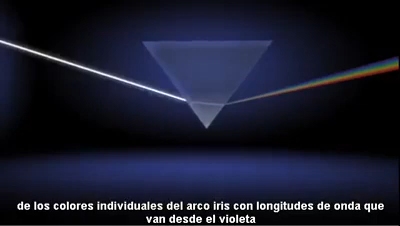 de los colores individuales del arco iris con longitudes de onda que
van desde el violeta